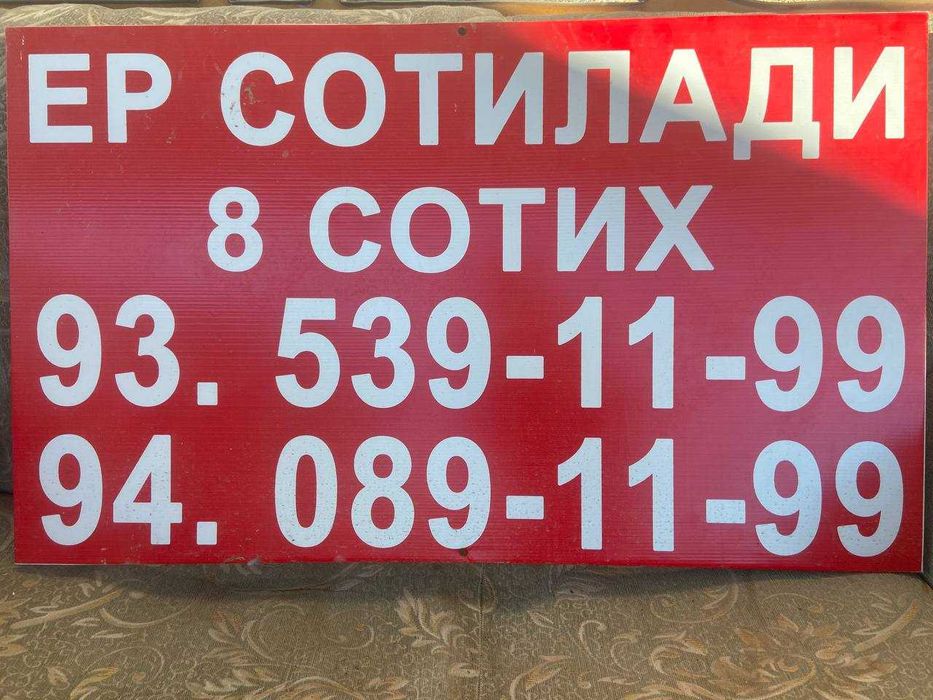 ЕР СОТИЛАДИ
8 СОТИХ
93. 539-11-99
94. 089-11-99